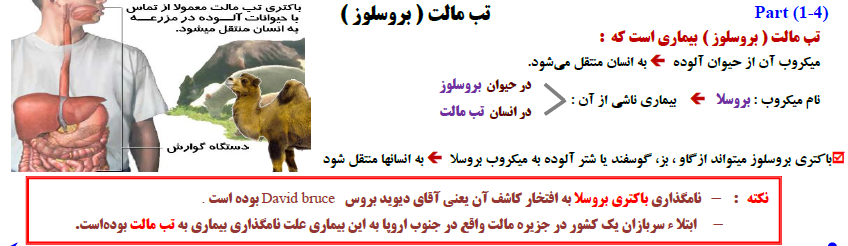 Part (1-4)
تب مالت ( بروسلوز )
باکتری تب مالت معمولا از تماس
با حیوانات آلوده در مزرعه
به انسان منتقل میشود.
دستگاه گوارش
تب مالت ( بروسلوز ) بیماری است که :
میکروب آن از حیوان آلوده ← به انسان منتقل می‌شود.
نام میکروب : بروسلا ← بیماری ناشی از آن :
در حیوان بروسلوز
در انسان تب مالت
باکتری بروسلوز میتواند ازگاو ، بز، گوسفند یا شتر آلوده به میکروب بروسلا ← به انسانها منتقل شود
نکته : – نامگذاری باکتری بروسلا به افتخار کاشف آن یعنی آقای دیوید بروس David bruce بوده است .
– ابتلاء سربازان یک کشور در جزیره مالت واقع در جنوب اروپا به این بیماری علت نامگذاری بیماری به تب مالت بوده‌است.